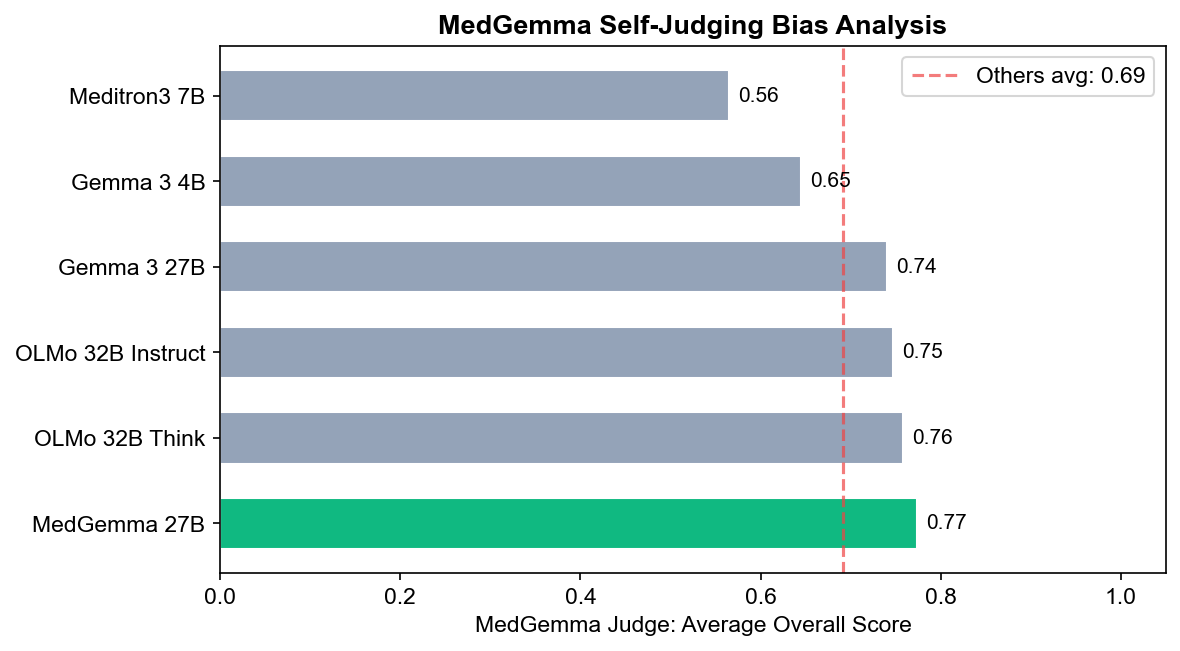 MedGemma Self-Judging Bias Analysis
Others avg: 0.69
Meditron3 7B 0.56
Gemma 3 4B 0.65
Gemma 3 27B 0.74
OLMo 32B Instruct 0.75
OLMo 32B Think 0.76
MedGemma 27B 0.77
0.0 0.2 0.4 0.6 0.8 1.0
MedGemma Judge: Average Overall Score